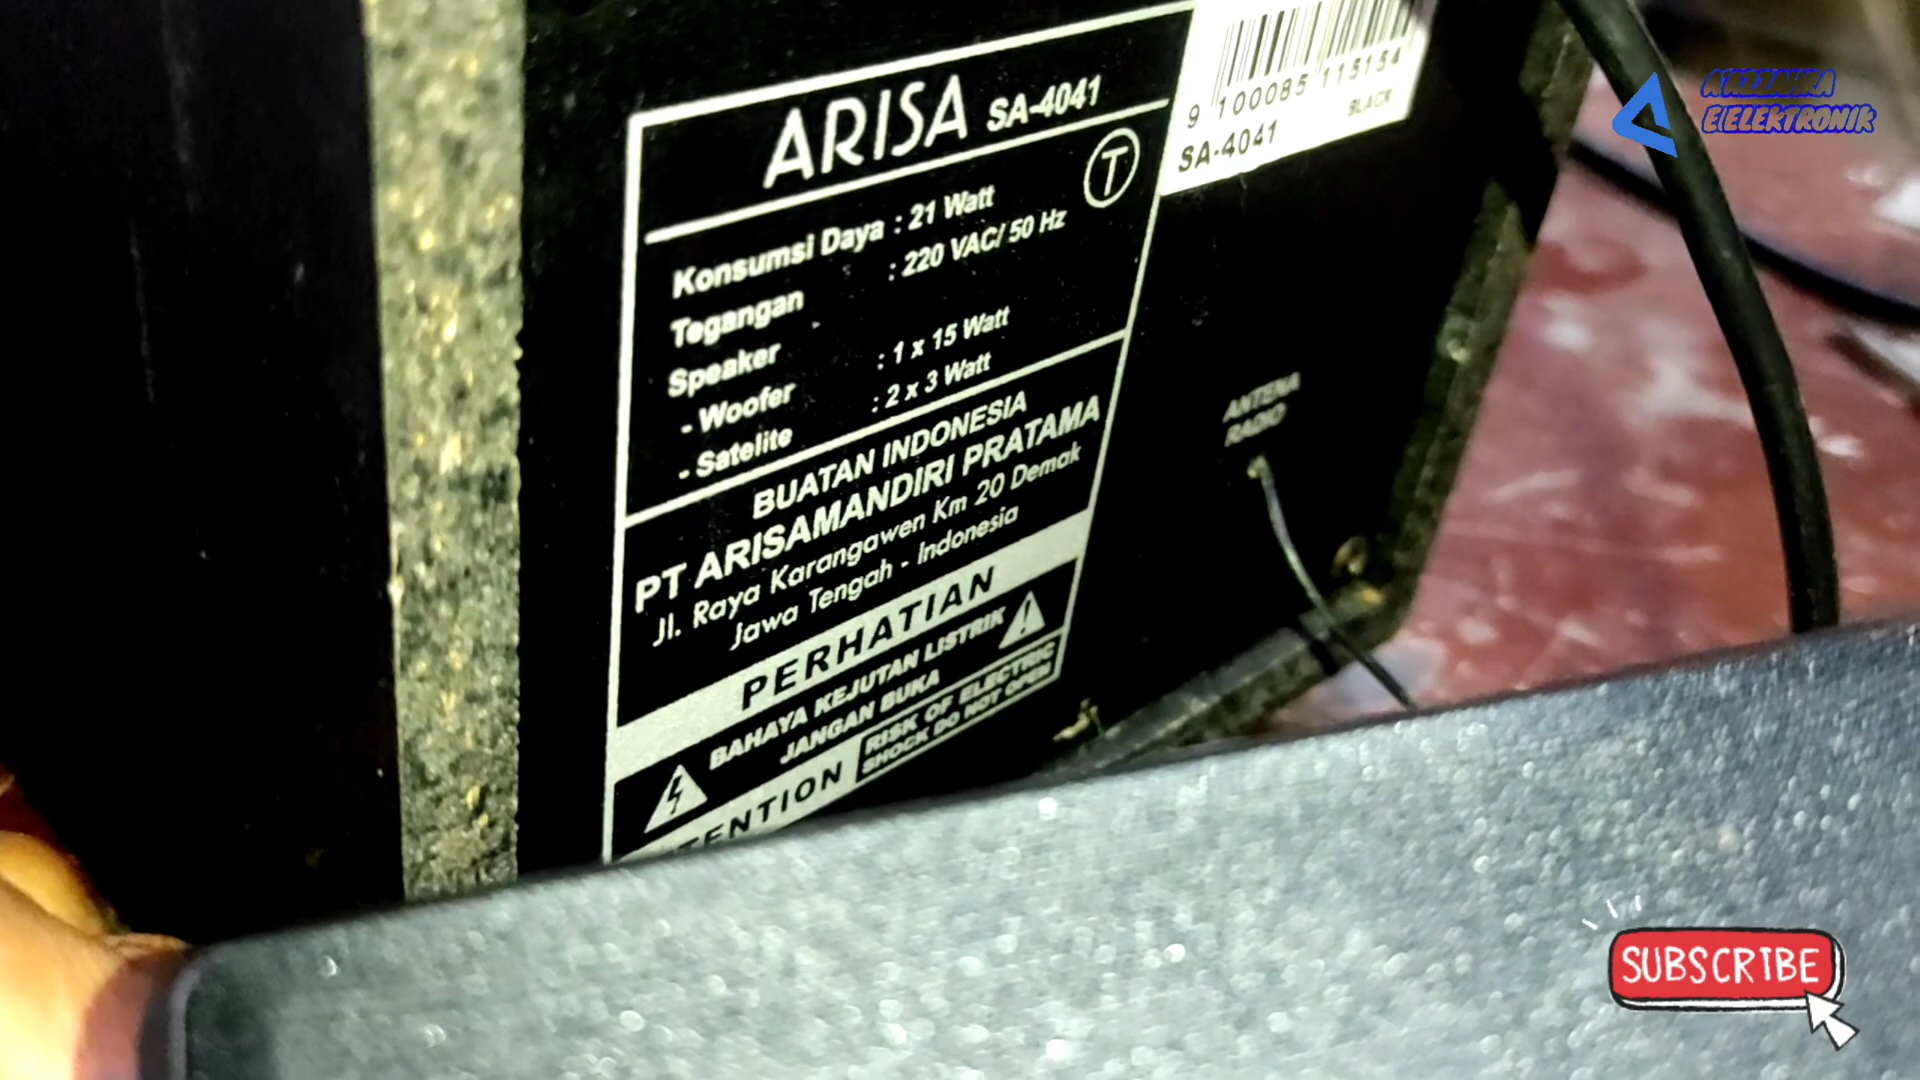 ARISA SA-4041
Konsumsi Daya : 21 Watt
Tegangan : 220 VAC/ 50 Hz
Speaker
- Woofer : 1 x 15 Watt
- Satelite : 2 x 3 Watt
BUATAN INDONESIA
PT ARISAMANDIRI PRATAMA
Jl. Raya Karangawen Km 20 Demak
Jawa Tengah - Indonesia
PERHATIAN
BAHAYA KEJUTAN LISTRIK
JANGAN BUKA
RISK OF ELECTRIC
SHOCK DO NOT OPEN
9 100085 115154
SA-4041 BLACK
ANTENA
RADIO
A'AZZAHRA
ELEKTRONIK
SUBSCRIBE